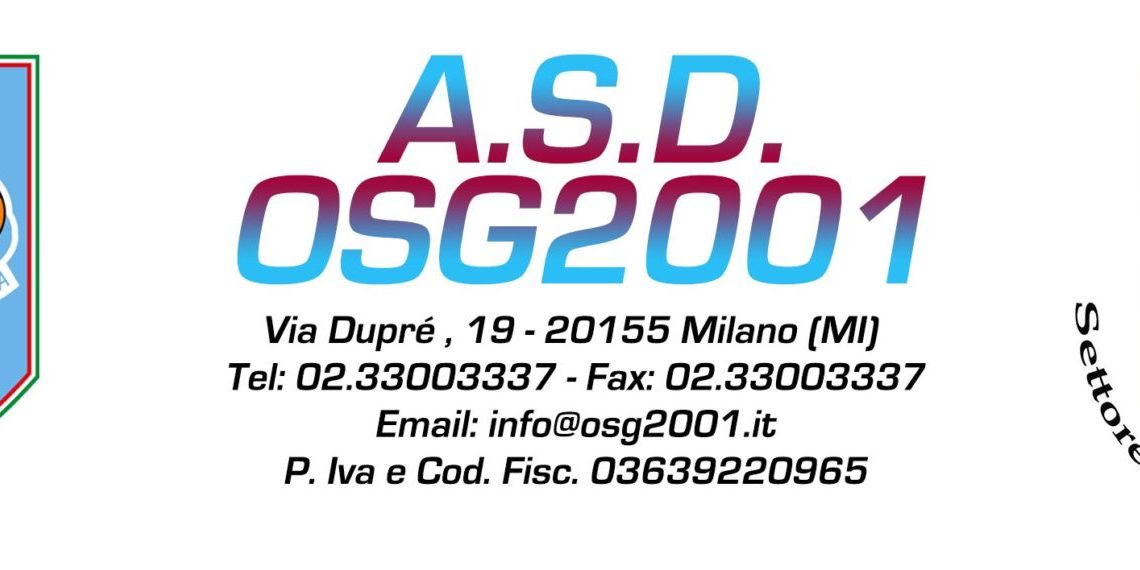 A.S.D.
OSG2001
Via Dupré , 19 - 20155 Milano (MI)
Tel: 02.33003337 - Fax: 02.33003337
Email: info@osg2001.it
P. Iva e Cod. Fisc. 03639220965
Settore